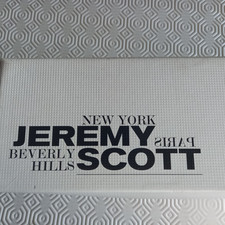 NEW YORK
JEREMY PARIS
BEVERLY
HILLS SCOTT